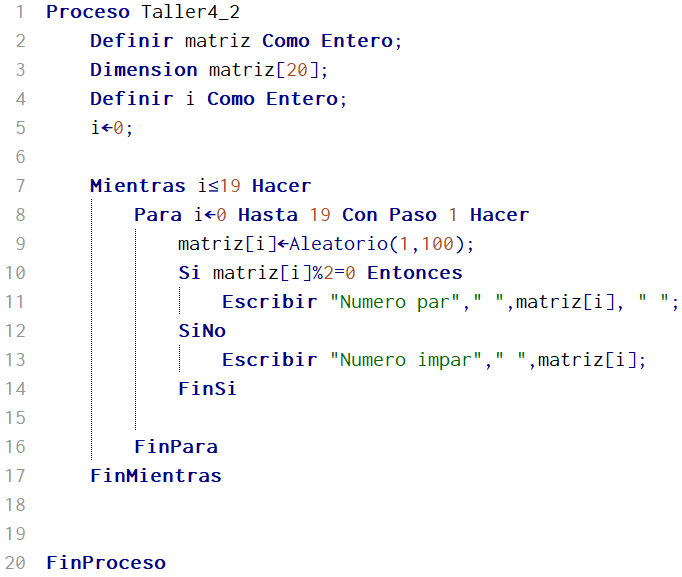 1 Proceso Taller4_2
2 Definir matriz Como Entero;
3 Dimension matriz[20];
4 Definir i Como Entero;
5 i←0;
6
7 Mientras i≤19 Hacer
8 Para i←0 Hasta 19 Con Paso 1 Hacer
9 matriz[i]←Aleatorio(1,100);
10 Si matriz[i]%2=0 Entonces
11 Escribir "Numero par"," ",matriz[i], " ";
12 SiNo
13 Escribir "Numero impar"," ",matriz[i];
14 FinSi
15
16 FinPara
17 FinMientras
18
19
20 FinProceso